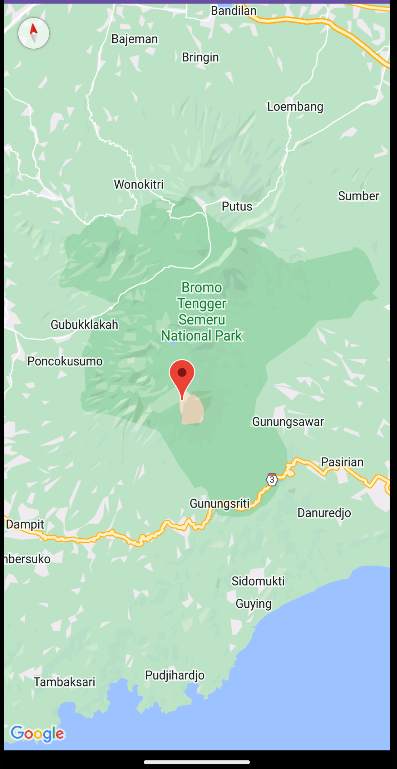 Bandilan
Bajeman
Bringin
Loembang
Wonokitri
Sumber
Putus
Bromo
Tengger
Semeru
National Park
Gubukklakah
Poncokusumo
Gunungsawar
Pasirian
3
Gunungsriti
Danuredjo
Dampit
mbersuko
Sidomukti
Guying
Pudjihardjo
Tambaksari
Google